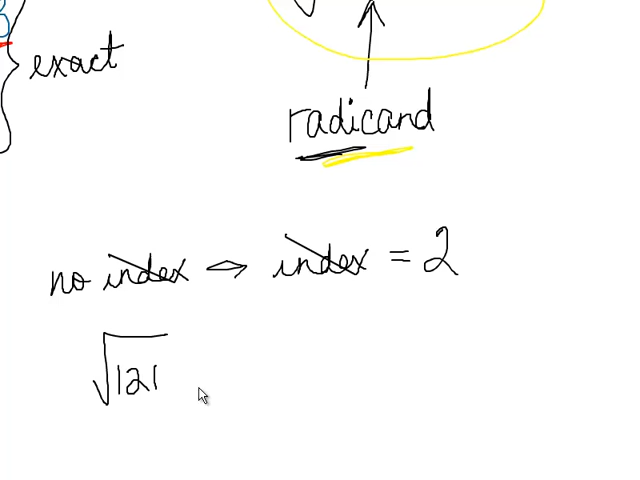 exact
radicand
no index ⇔ index = 2
√121